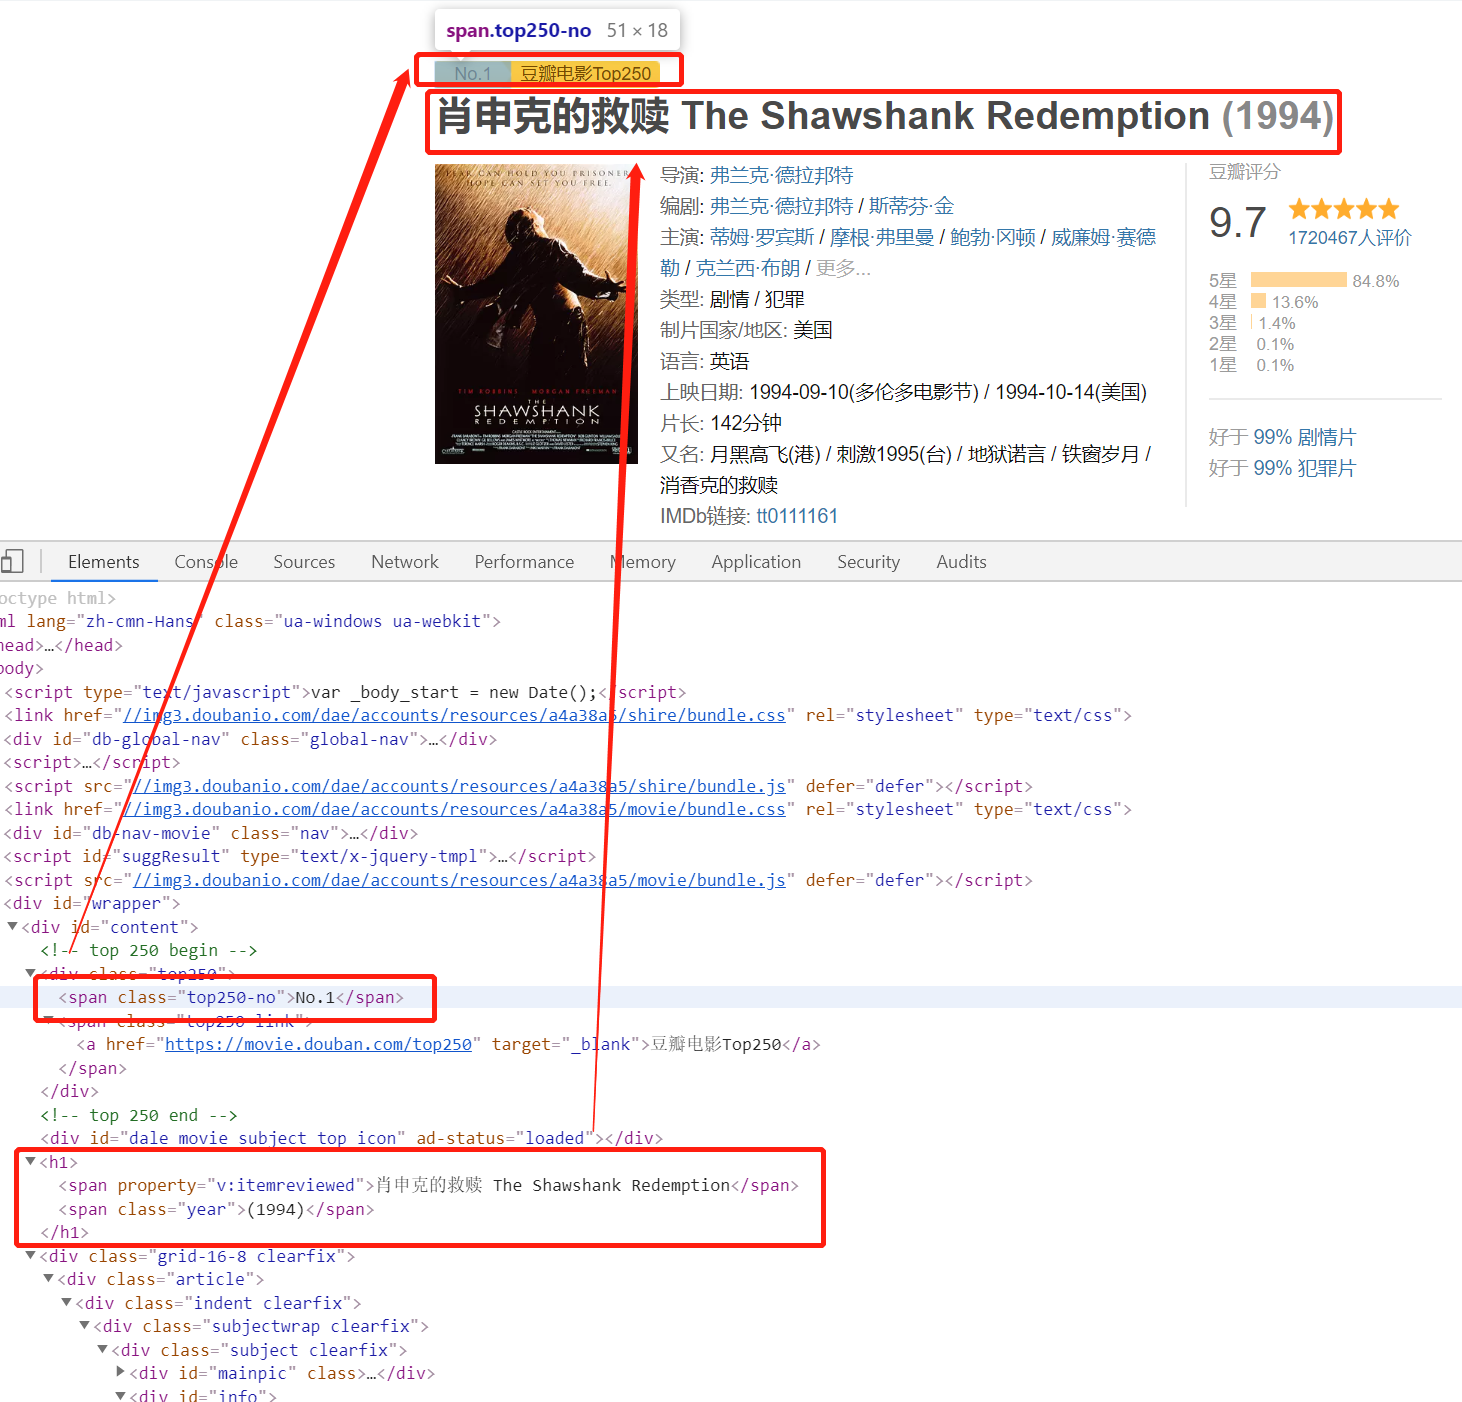 span.top250-no 51 × 18
No.1 豆瓣电影Top250
肖申克的救赎 The Shawshank Redemption (1994)
FEAR CAN HOLD YOU PRISONER
HOPE CAN SET YOU FREE.
TIM ROBBINS MORGAN FREEMAN
THE
SHAWSHANK
REDEMPTION
导演: 弗兰克·德拉邦特
编剧: 弗兰克·德拉邦特 / 斯蒂芬·金
主演: 蒂姆·罗宾斯 / 摩根·弗里曼 / 鲍勃·冈顿 / 威廉姆·赛德
勒 / 克兰西·布朗 / 更多...
类型: 剧情 / 犯罪
制片国家/地区: 美国
语言: 英语
上映日期: 1994-09-10(多伦多电影节) / 1994-10-14(美国)
片长: 142分钟
又名: 月黑高飞(港) / 刺激1995(台) / 地狱诺言 / 铁窗岁月 /
消香克的救赎
IMDb链接: tt0111161
豆瓣评分
9.7
1720467人评价
5星 84.8%
4星 13.6%
3星 1.4%
2星 0.1%
1星 0.1%
好于 99% 剧情片
好于 99% 犯罪片
Elements Console Sources Network Performance Memory Application Security Audits
octype html>
ml lang="zh-cmn-Hans" class="ua-windows ua-webkit">
head>…</head>
body>
<script type="text/javascript">var _body_start = new Date();</script>
<link href="//img3.doubanio.com/dae/accounts/resources/a4a38a5/shire/bundle.css" rel="stylesheet" type="text/css">
<div id="db-global-nav" class="global-nav">…</div>
<script>…</script>
<script src="//img3.doubanio.com/dae/accounts/resources/a4a38a5/shire/bundle.js" defer="defer"></script>
<link href="//img3.doubanio.com/dae/accounts/resources/a4a38a5/movie/bundle.css" rel="stylesheet" type="text/css">
<div id="db-nav-movie" class="nav">…</div>
<script id="suggResult" type="text/x-jquery-tmpl">…</script>
<script src="//img3.doubanio.com/dae/accounts/resources/a4a38a5/movie/bundle.js" defer="defer"></script>
<div id="wrapper">
<div id="content">
<!-- top 250 begin -->
<div class="top250">
<span class="top250-no">No.1</span>
<span class="top250-link">
<a href="https://movie.douban.com/top250" target="_blank">豆瓣电影Top250</a>
</span>
</div>
<!-- top 250 end -->
<div id="dale_movie_subject_top_icon" ad-status="loaded"></div>
<h1>
<span property="v:itemreviewed">肖申克的救赎 The Shawshank Redemption</span>
<span class="year">(1994)</span>
</h1>
<div class="grid-16-8 clearfix">
<div class="article">
<div class="indent clearfix">
<div class="subjectwrap clearfix">
<div class="subject clearfix">
<div id="mainpic" class>…</div>
<div id="info">